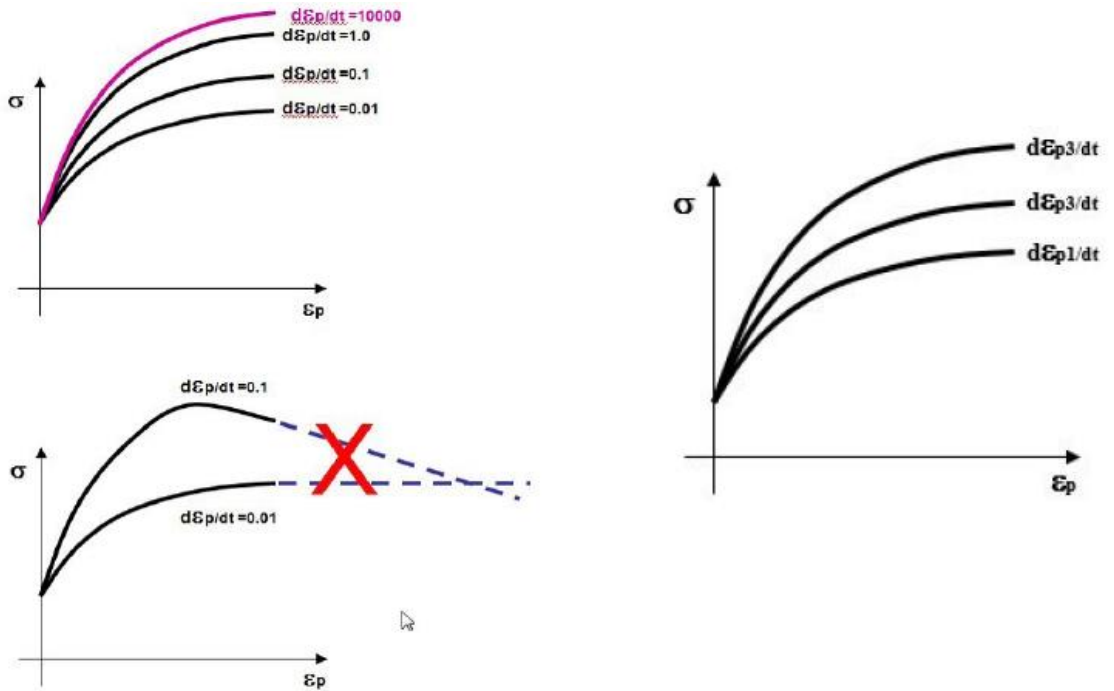 dεp/dt =10000
dεp/dt =1.0
dεp/dt =0.1
dεp/dt =0.01
σ
εp
dεp3/dt
dεp3/dt
dεp1/dt
σ
εp
dεp/dt =0.1
σ
dεp/dt =0.01
εp